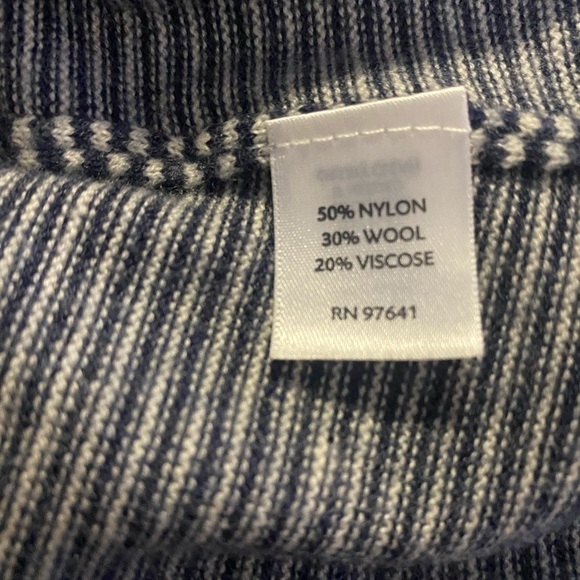 50% NYLON
30% WOOL
20% VISCOSE
RN 97641